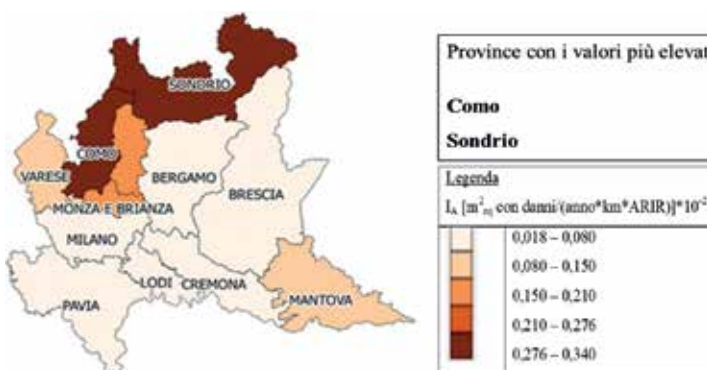 SONDRIO
COMO
VARESE
BERGAMO
BRESCIA
MONZA E BRIANZA
MILANO
LODI
CREMONA
PAVIA
MANTOVA
Province con i valori più elevat
Como
Sondrio
Legenda
con danni/(anno*km*ARIR)]*10⁻²
0,018 – 0,080
0,080 – 0,150
0,150 – 0,210
0,210 – 0,276
0,276 – 0,340